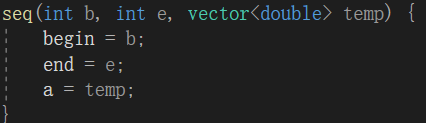 seq(int b, int e, vector<double> temp) {
    begin = b;
    end = e;
    a = temp;
}